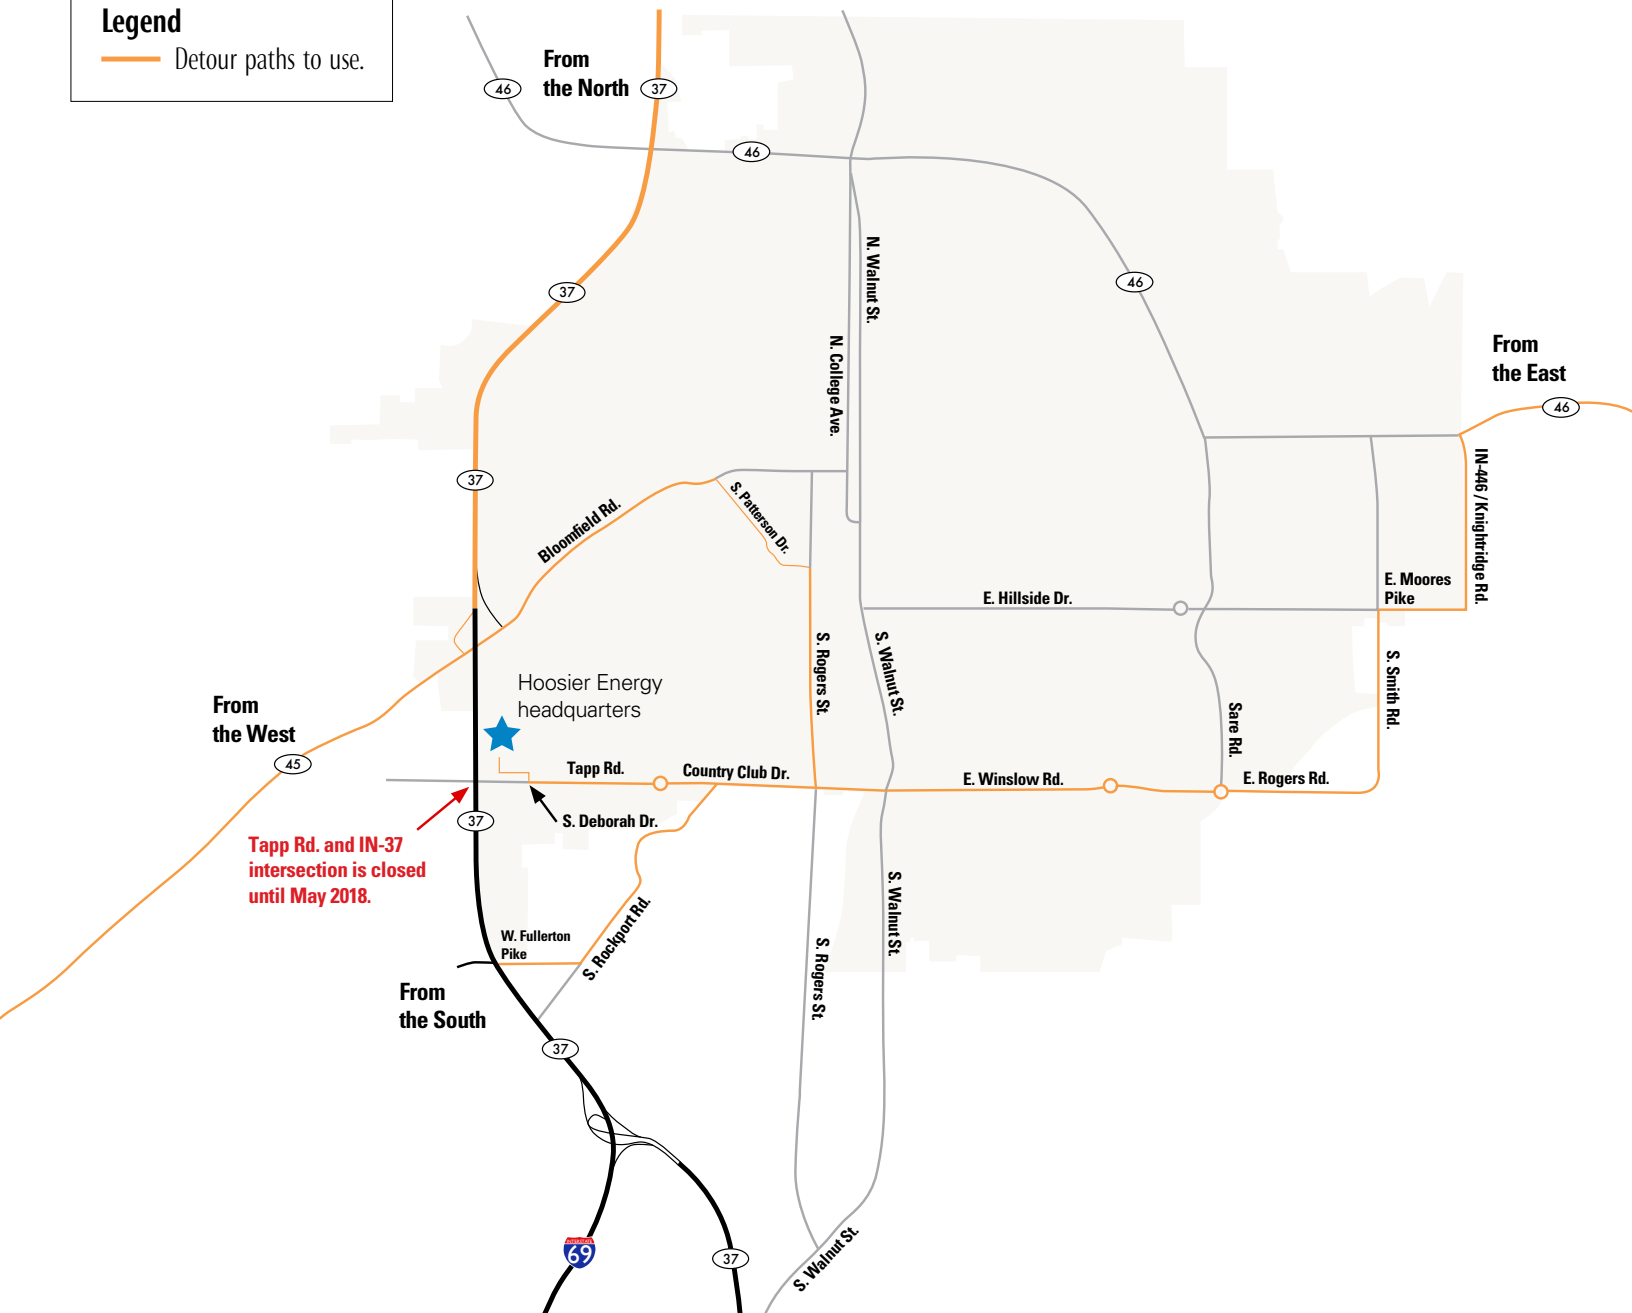 Legend
Detour paths to use.
From
the North
46
37
46
37
N. Walnut St.
46
N. College Ave.
From
the East
46
37
IN-446 / Knightridge Rd.
Bloomfield Rd.
S. Patterson Dr.
E. Moores
Pike
E. Hillside Dr.
S. Rogers St.
S. Walnut St.
S. Smith Rd.
Hoosier Energy
headquarters
From
the West
45
Sare Rd.
Tapp Rd.
Country Club Dr.
E. Winslow Rd.
E. Rogers Rd.
37
S. Deborah Dr.
Tapp Rd. and IN-37
intersection is closed
until May 2018.
S. Walnut St.
W. Fullerton
Pike
S. Rockport Rd.
S. Rogers St.
From
the South
37
INTERSTATE
69
37
S. Walnut St.